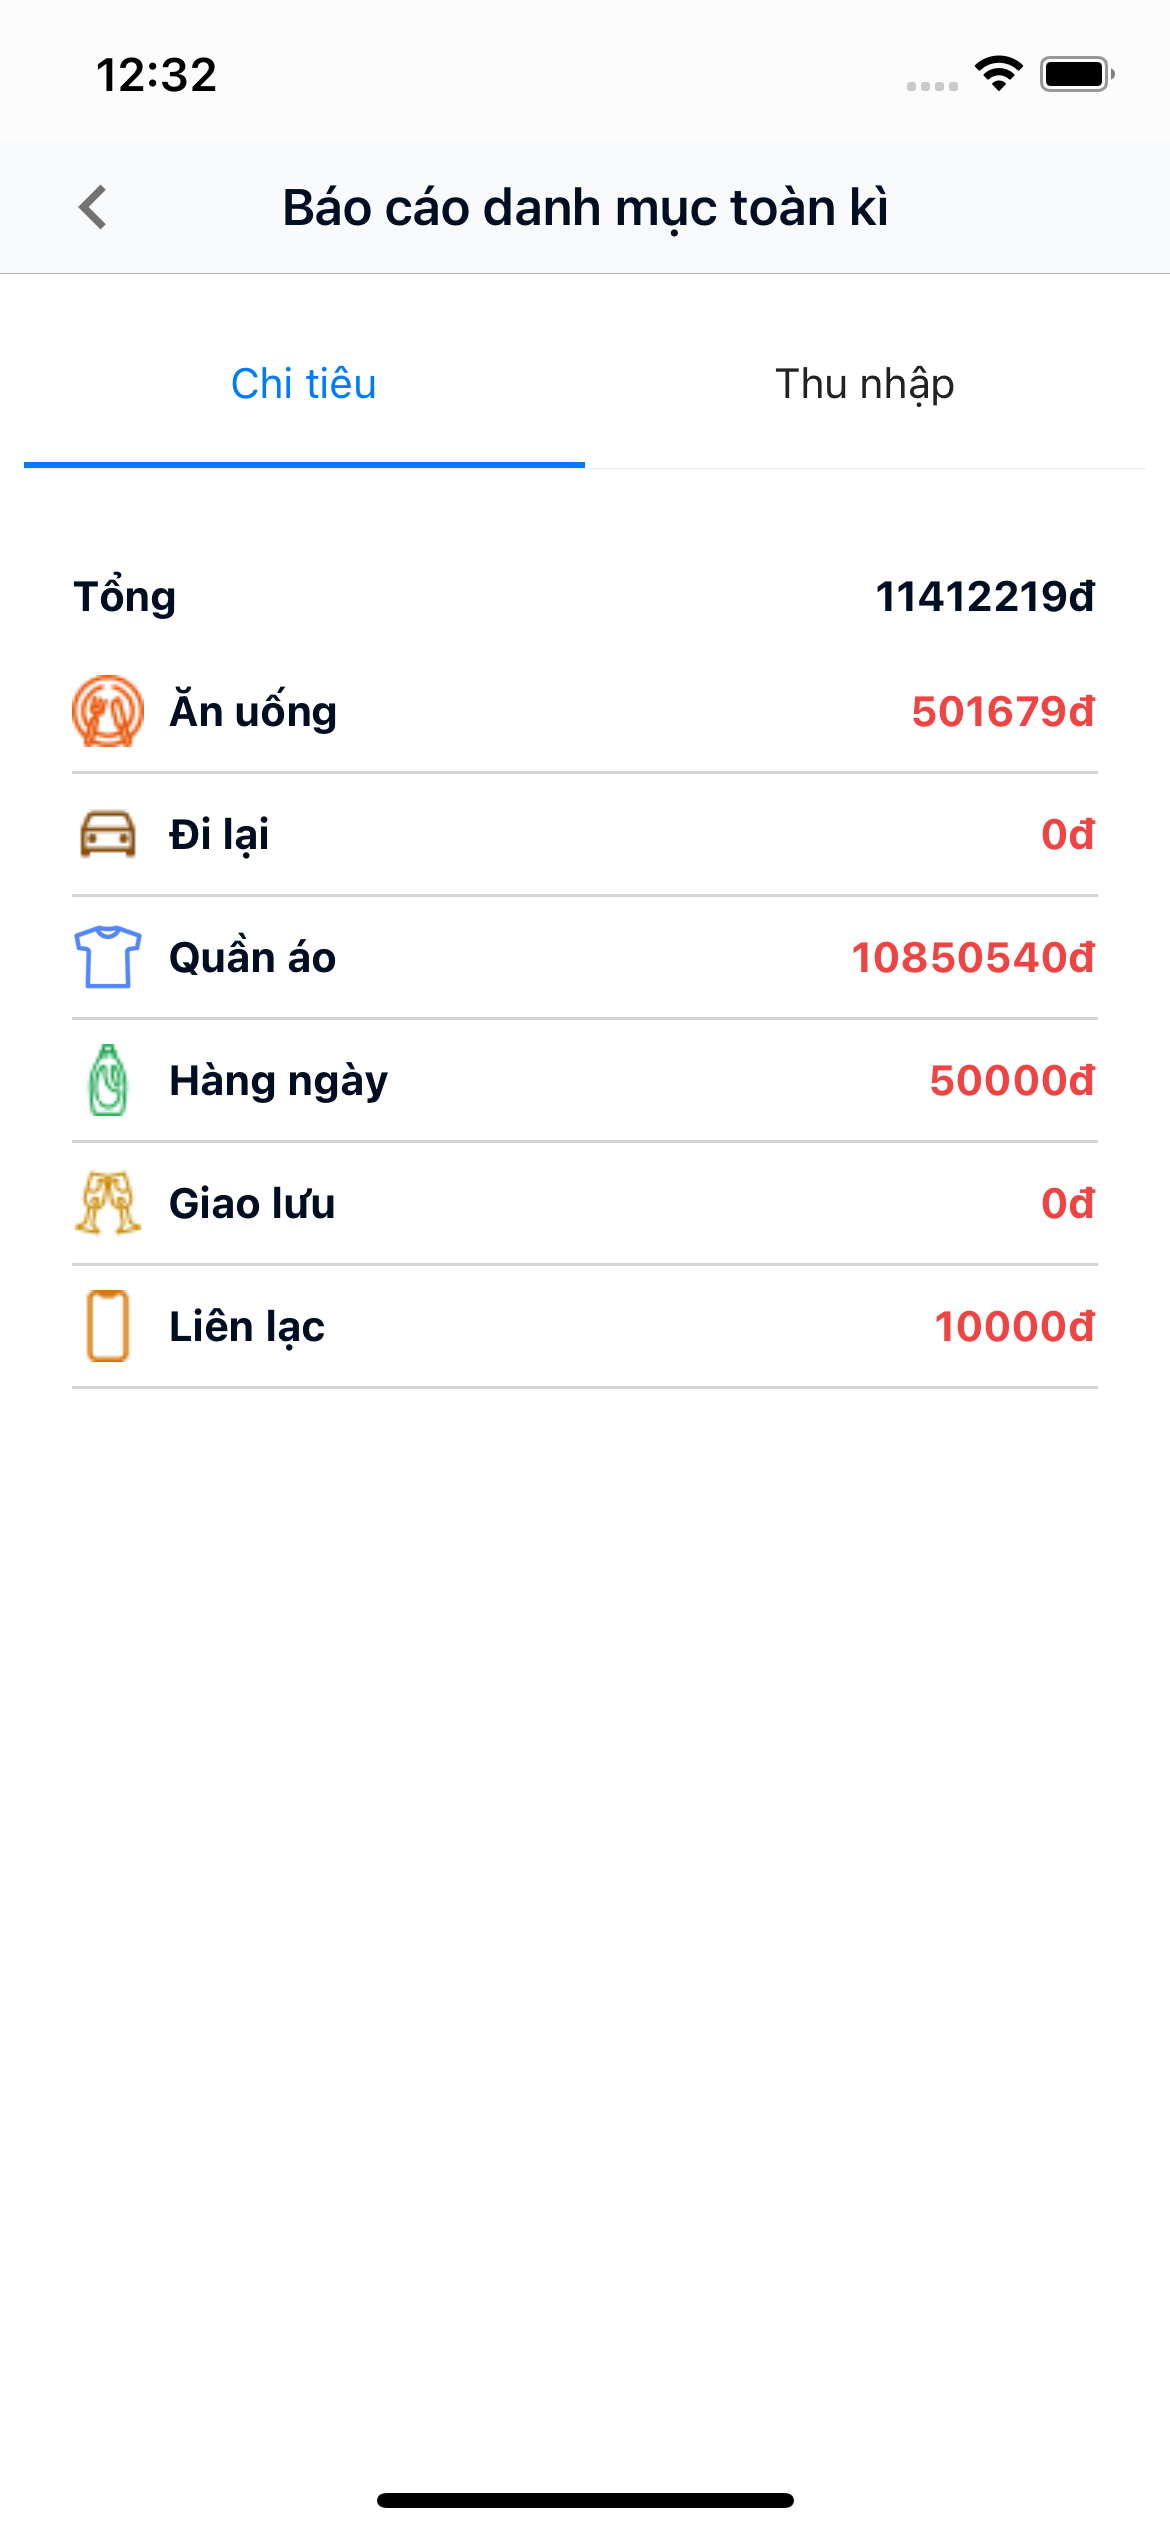 12:32
Báo cáo danh mục toàn kì
Chi tiêu
Thu nhập
Tổng 11412219đ
Ăn uống 501679đ
Đi lại 0đ
Quần áo 10850540đ
Hàng ngày 50000đ
Giao lưu 0đ
Liên lạc 10000đ